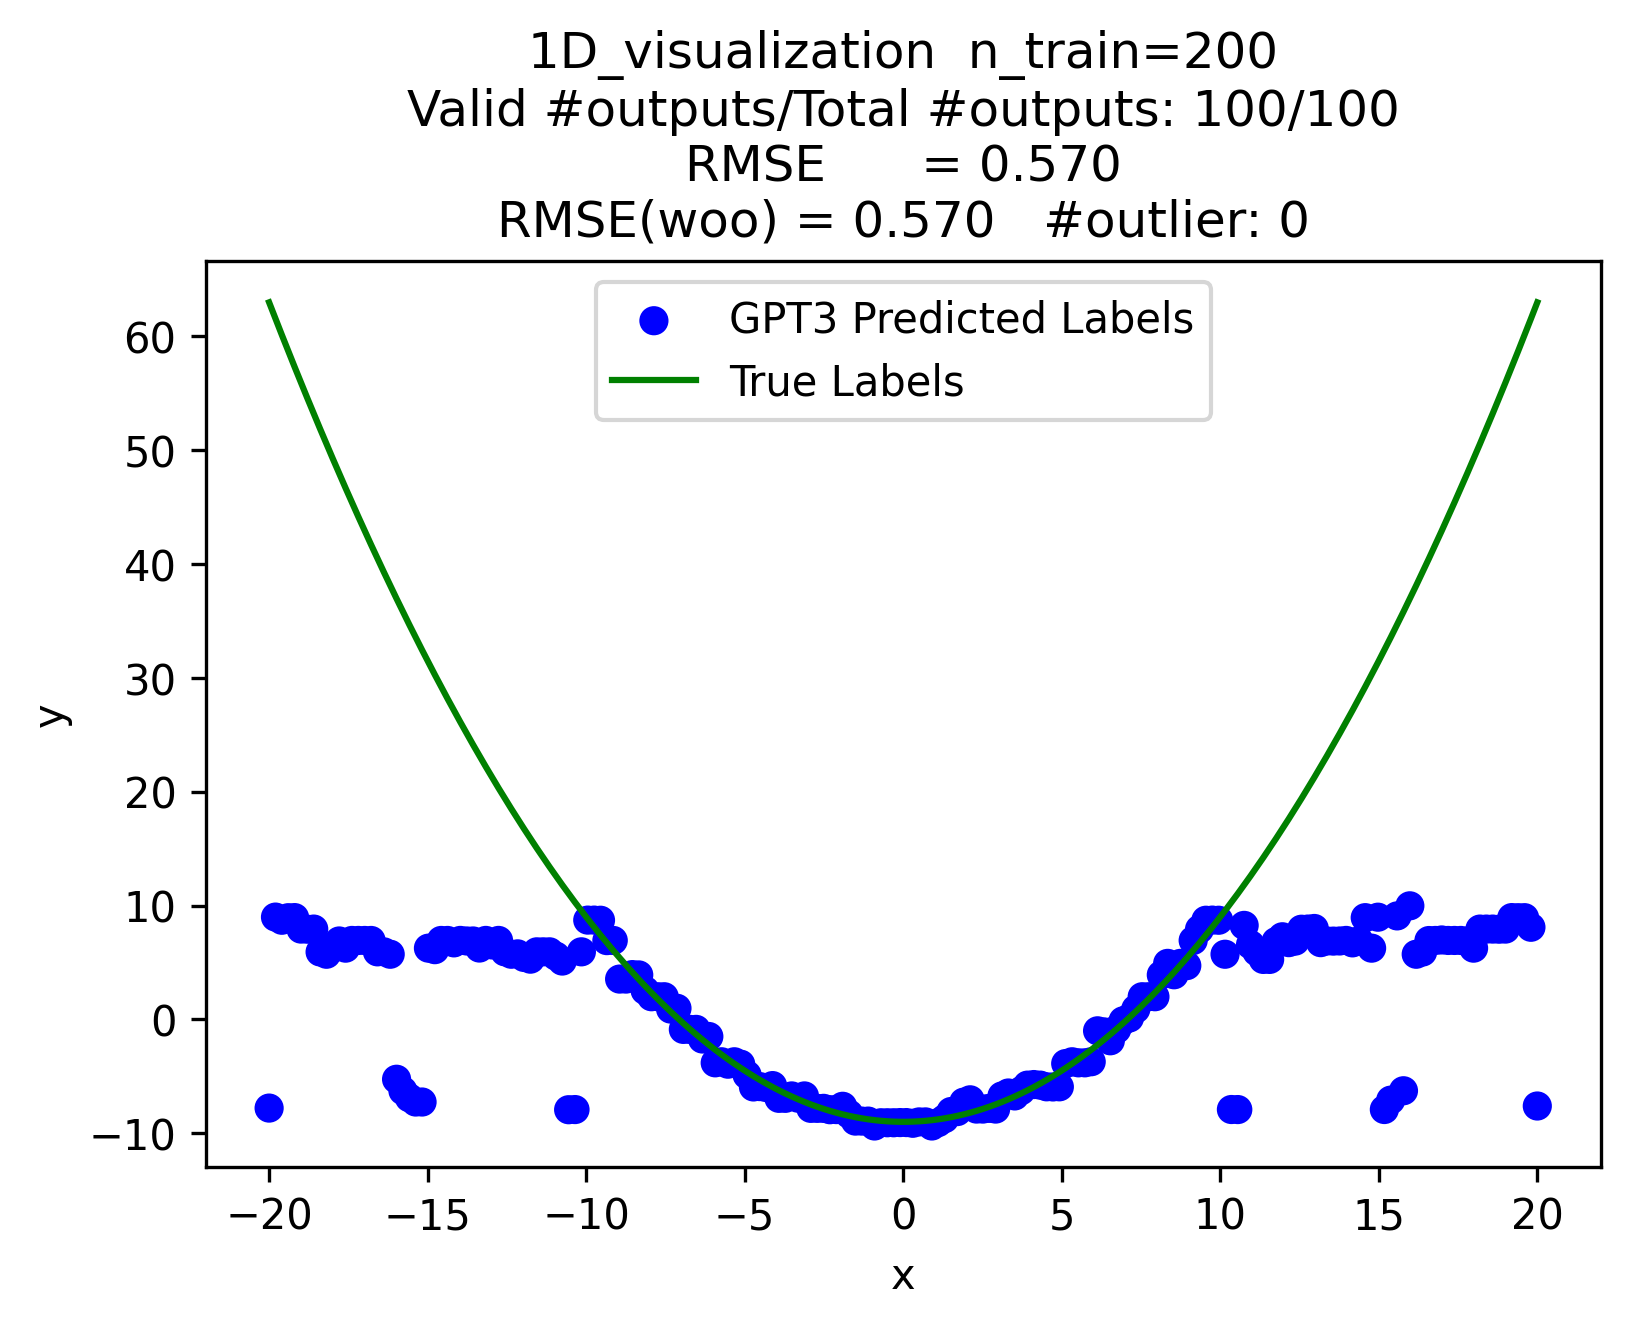 1D_visualization  n_train=200
Valid #outputs/Total #outputs: 100/100
RMSE      = 0.570
RMSE(woo) = 0.570   #outlier: 0
GPT3 Predicted Labels
True Labels
60
50
40
30
20
10
0
−10
y
−20 −15 −10 −5 0 5 10 15 20
x